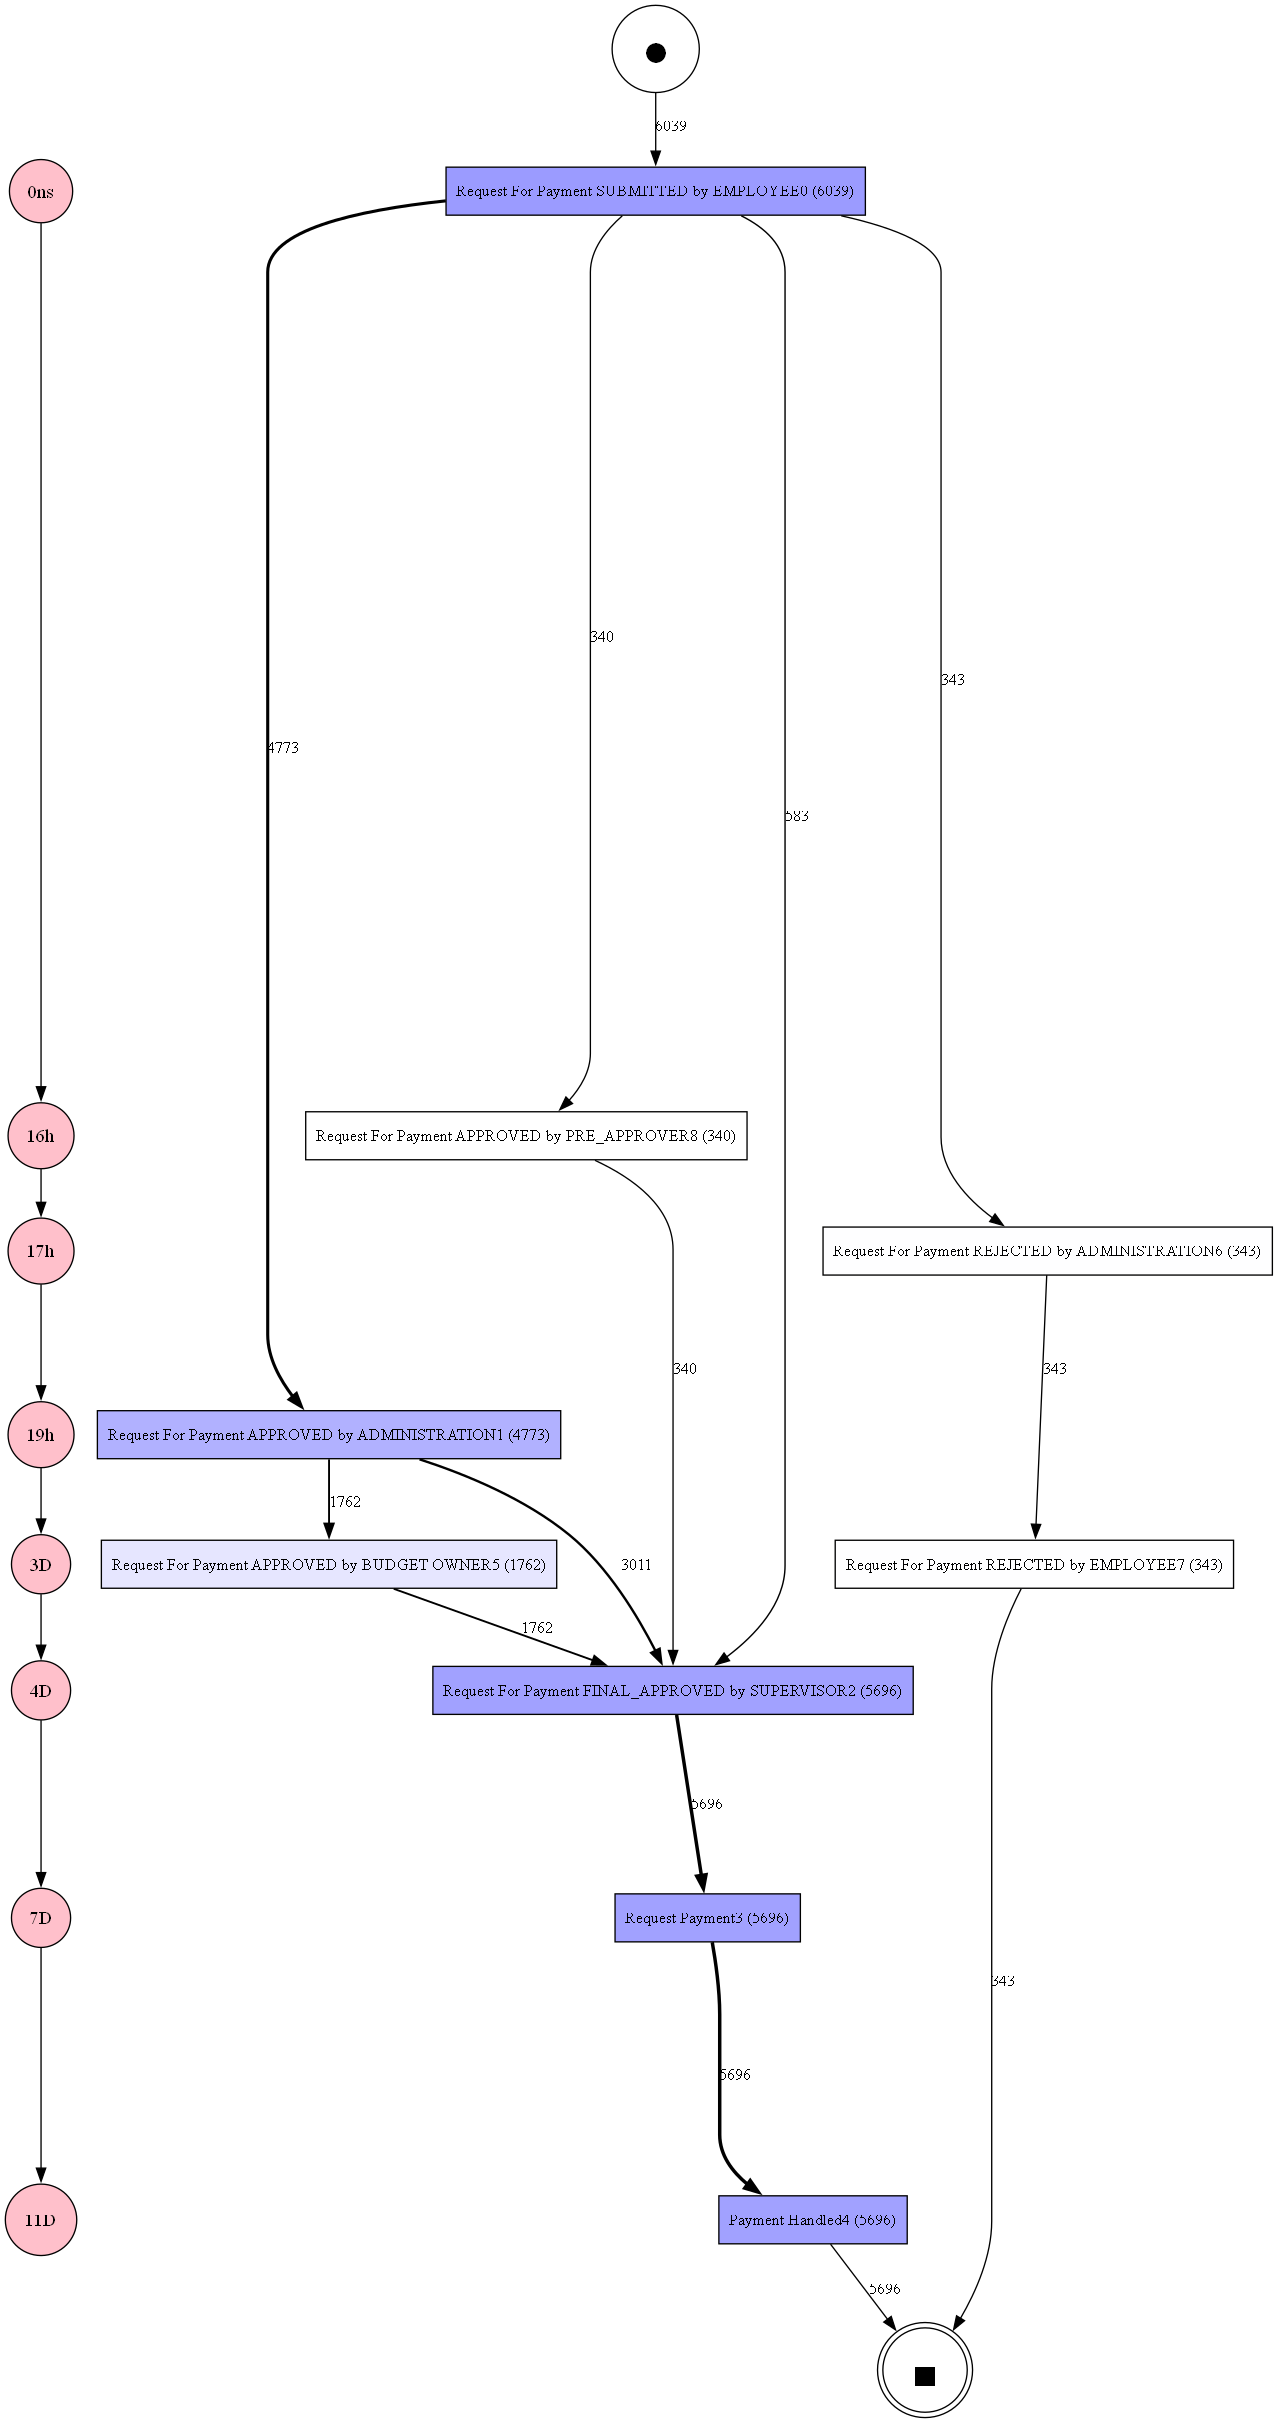 6039
0ns
Request For Payment SUBMITTED by EMPLOYEE0 (6039)
340
343
4773
583
16h
Request For Payment APPROVED by PRE_APPROVER8 (340)
17h
Request For Payment REJECTED by ADMINISTRATION6 (343)
340
343
19h
Request For Payment APPROVED by ADMINISTRATION1 (4773)
1762
3D
Request For Payment APPROVED by BUDGET OWNER5 (1762)
3011
Request For Payment REJECTED by EMPLOYEE7 (343)
1762
4D
Request For Payment FINAL_APPROVED by SUPERVISOR2 (5696)
5696
7D
Request Payment3 (5696)
343
5696
11D
Payment Handled4 (5696)
5696